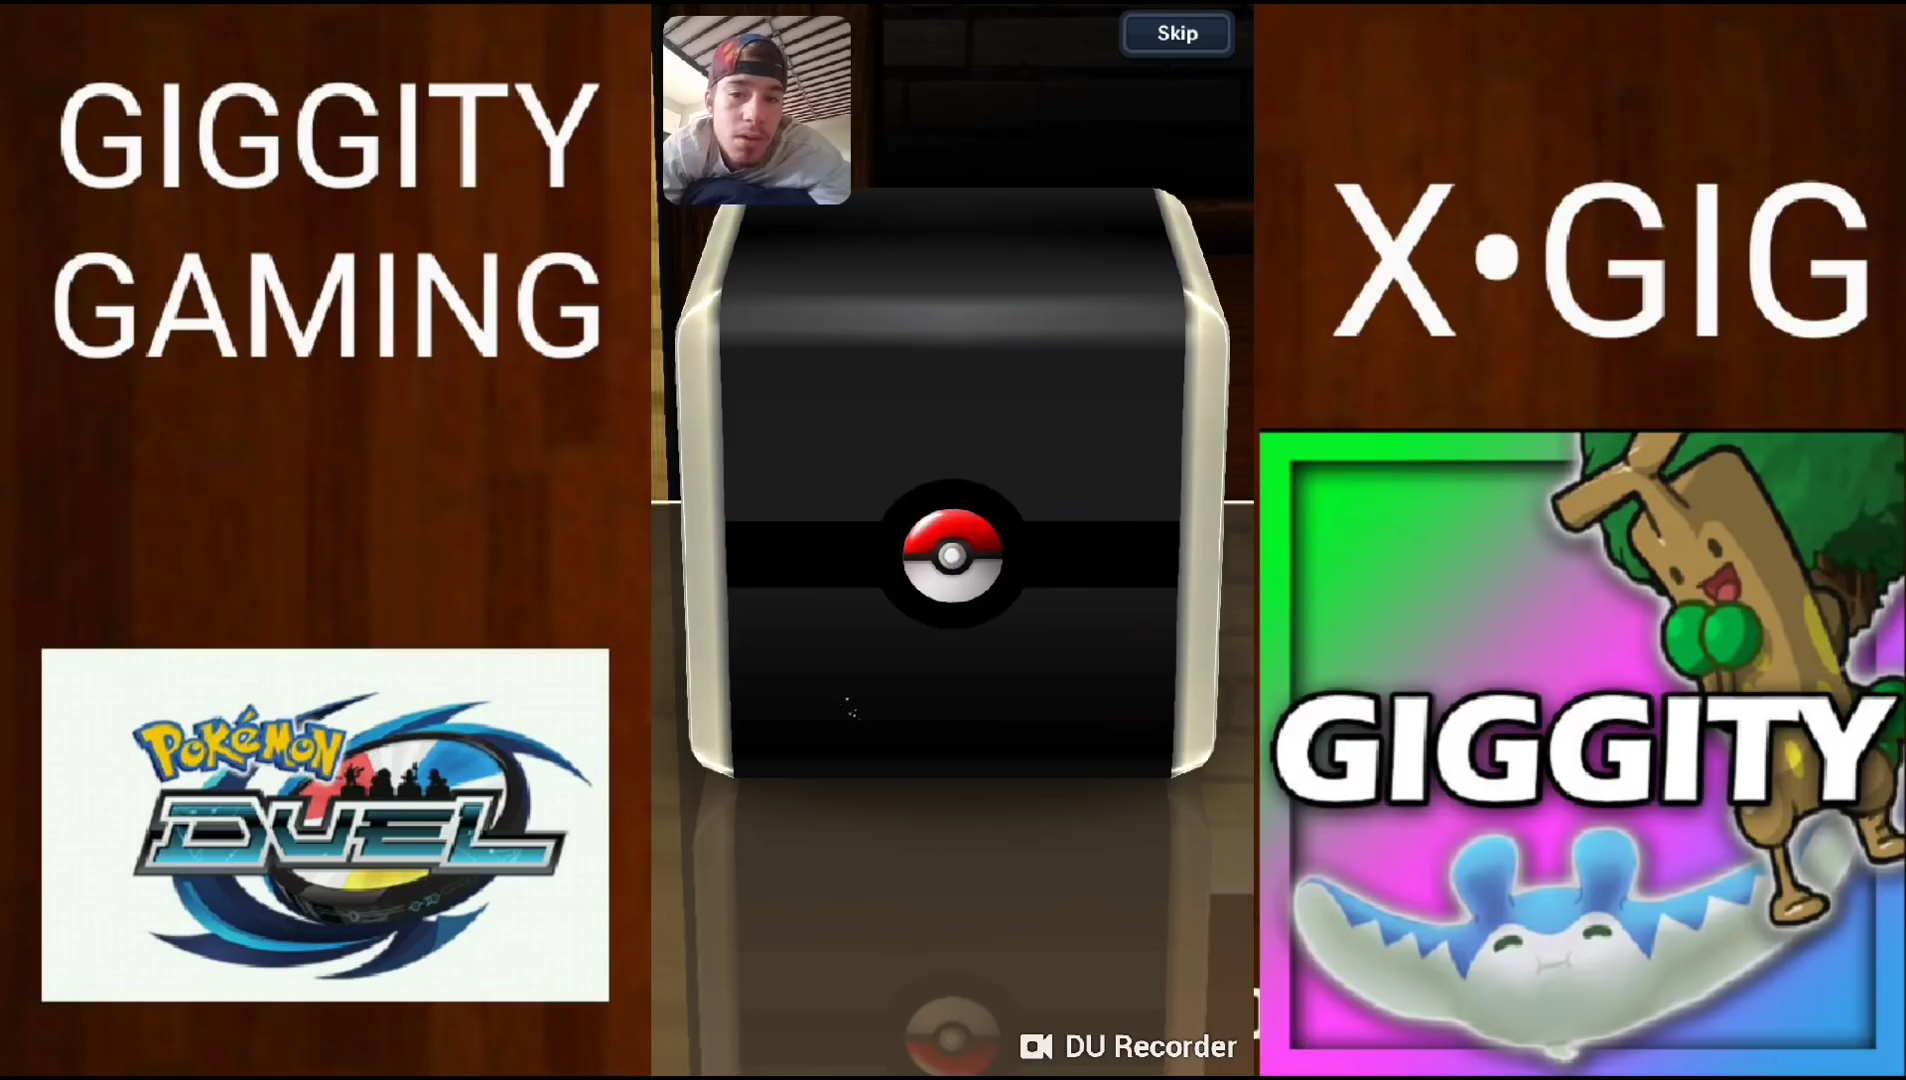 GIGGITY
GAMING
Skip
X•GIG
POKéMON
DUEL
GIGGITY
DU Recorder